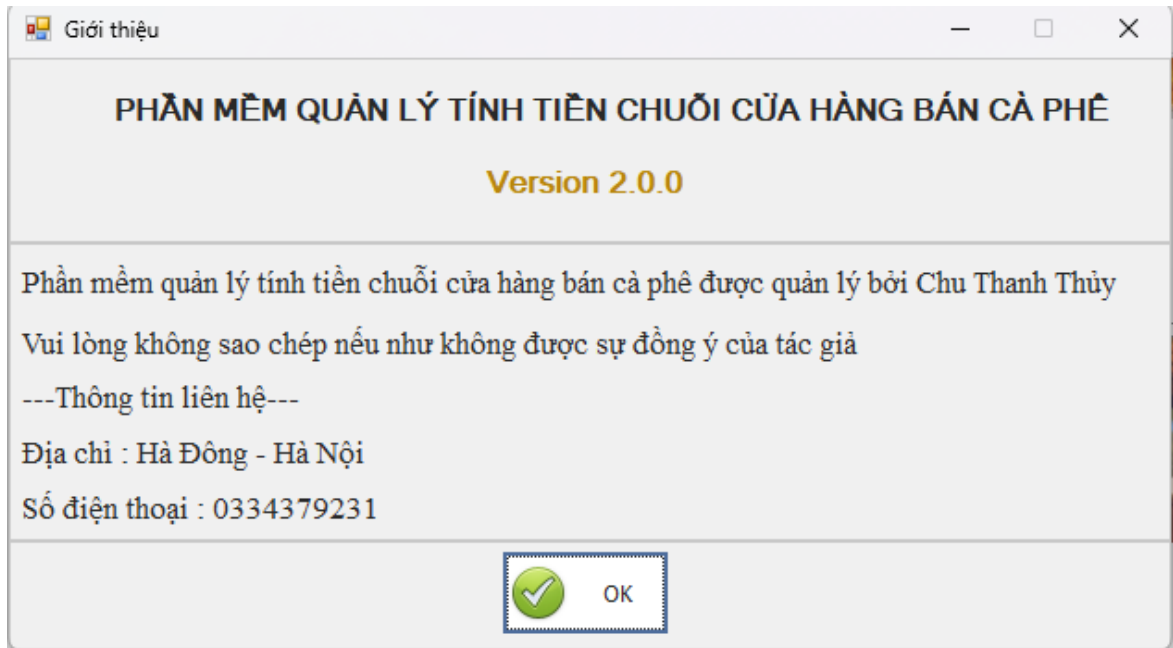 Giới thiệu
PHẦN MỀM QUẢN LÝ TÍNH TIỀN CHUỖI CỬA HÀNG BÁN CÀ PHÊ
Version 2.0.0
Phần mềm quản lý tính tiền chuỗi cửa hàng bán cà phê được quản lý bởi Chu Thanh Thủy
Vui lòng không sao chép nếu như không được sự đồng ý của tác giả
---Thông tin liên hệ---
Địa chỉ : Hà Đông - Hà Nội
Số điện thoại : 0334379231
OK